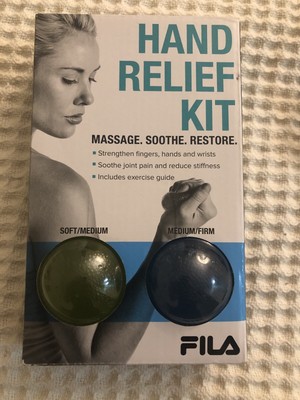 HAND
RELIEF
KIT
MASSAGE. SOOTHE. RESTORE.
• Strengthen fingers, hands and wrists
• Soothe joint pain and reduce stiffness
• Includes exercise guide
SOFT/MEDIUM
MEDIUM/FIRM
FILA